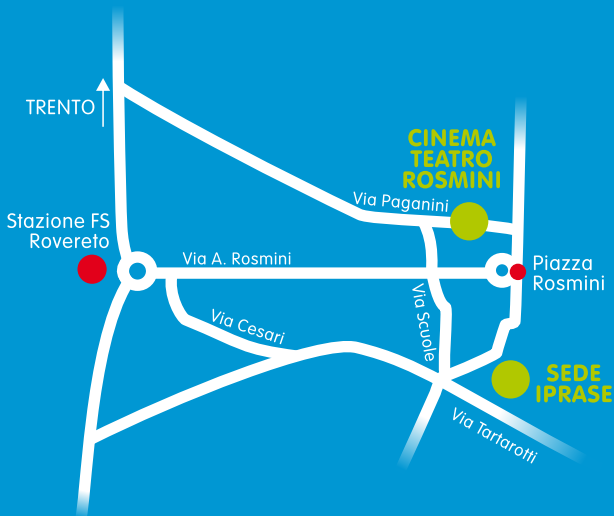 TRENTO
CINEMA
TEATRO
ROSMINI
Via Paganini
Stazione FS
Rovereto
Via A. Rosmini
Piazza
Rosmini
Via Cesari
Via Scuole
SEDE
IPRASE
Via Tartarotti